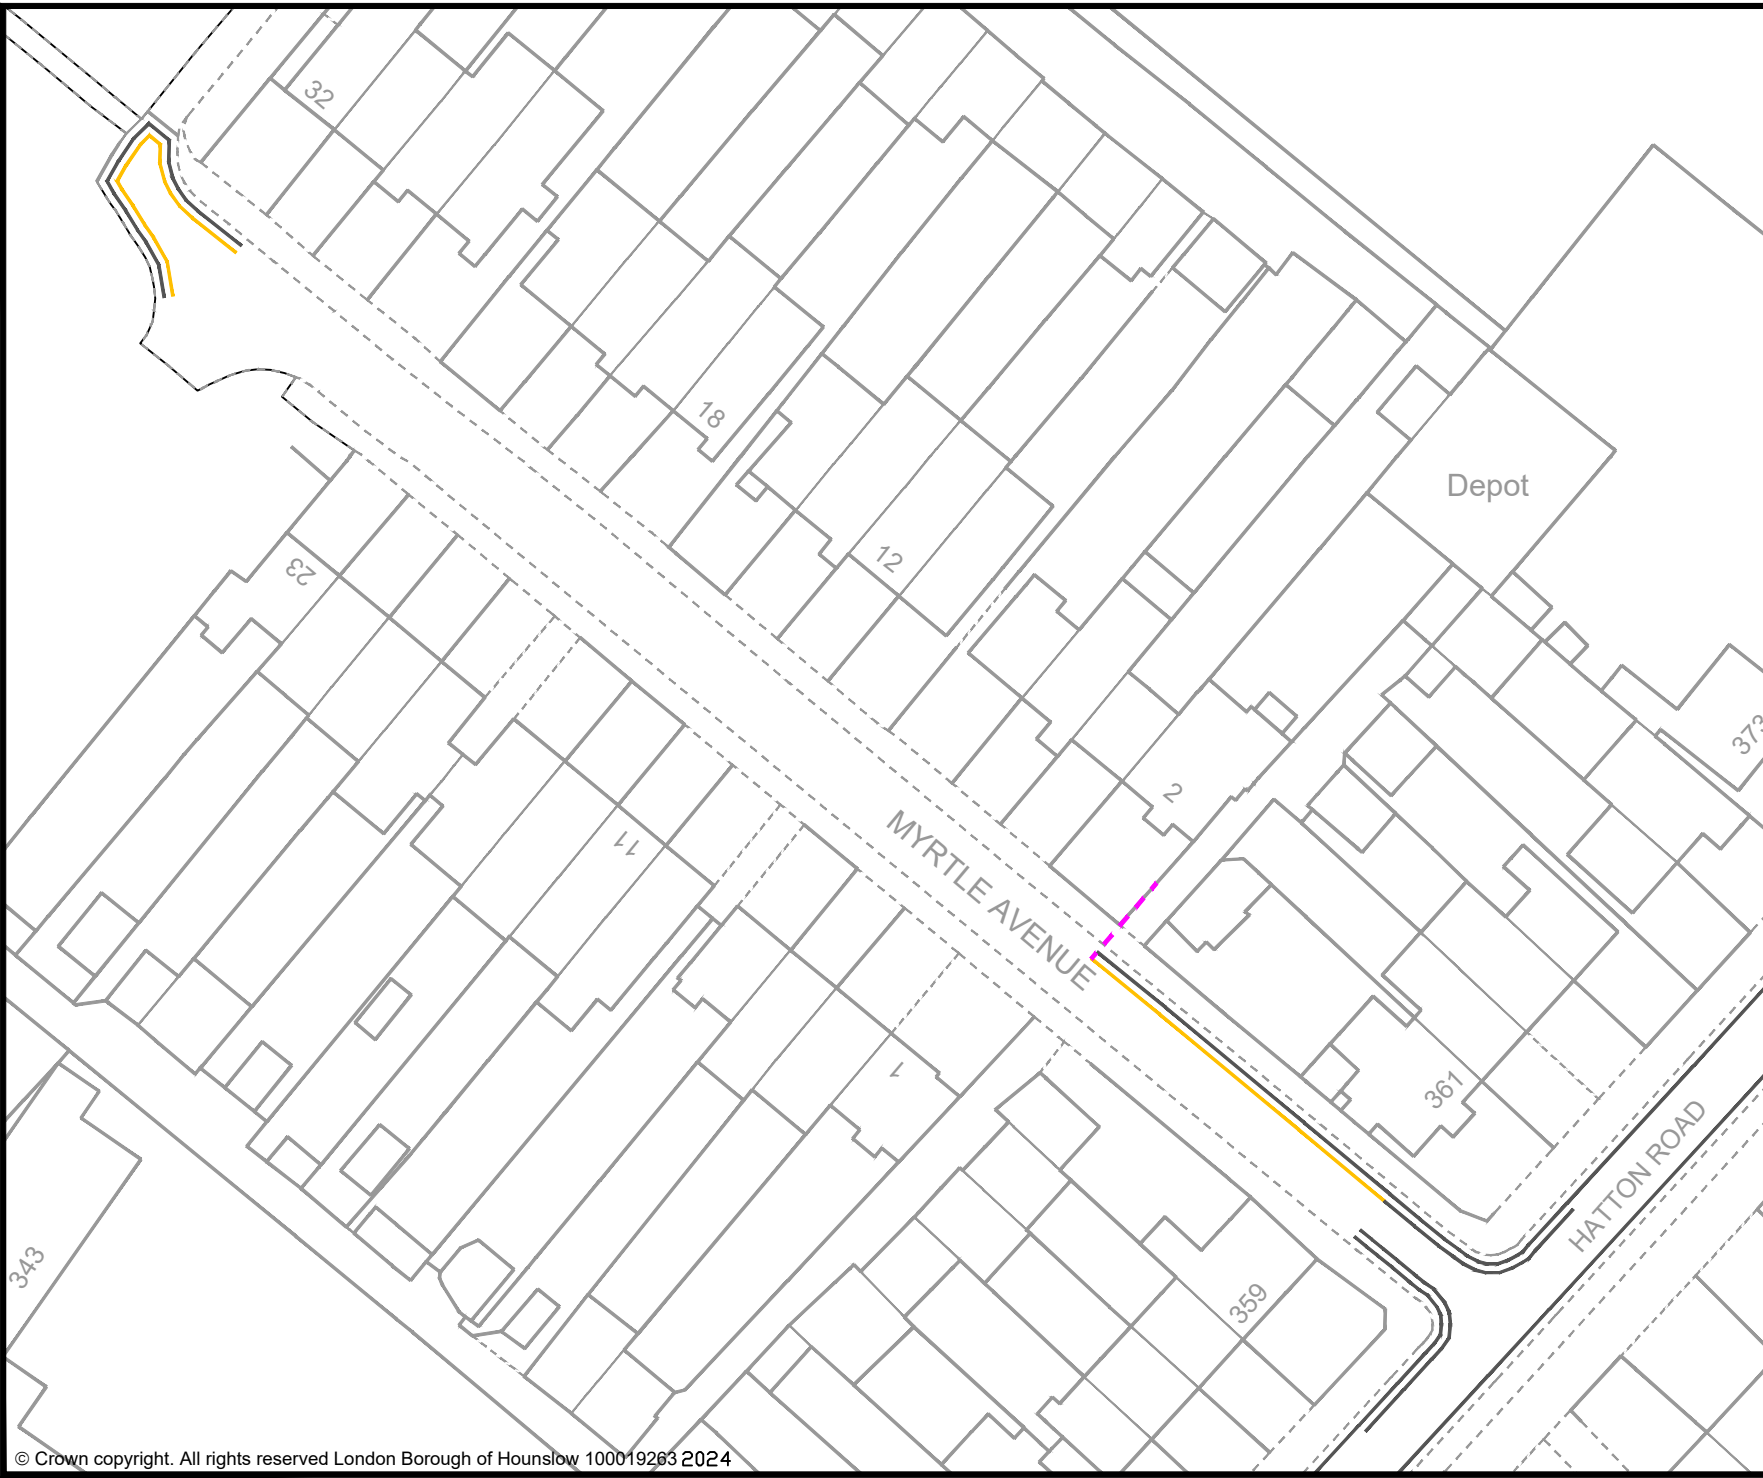 32
18
Depot
12
23
373
2
11
MYRTLE AVENUE
1
361
HATTON ROAD
343
359
© Crown copyright. All rights reserved London Borough of Hounslow 100019263 2024